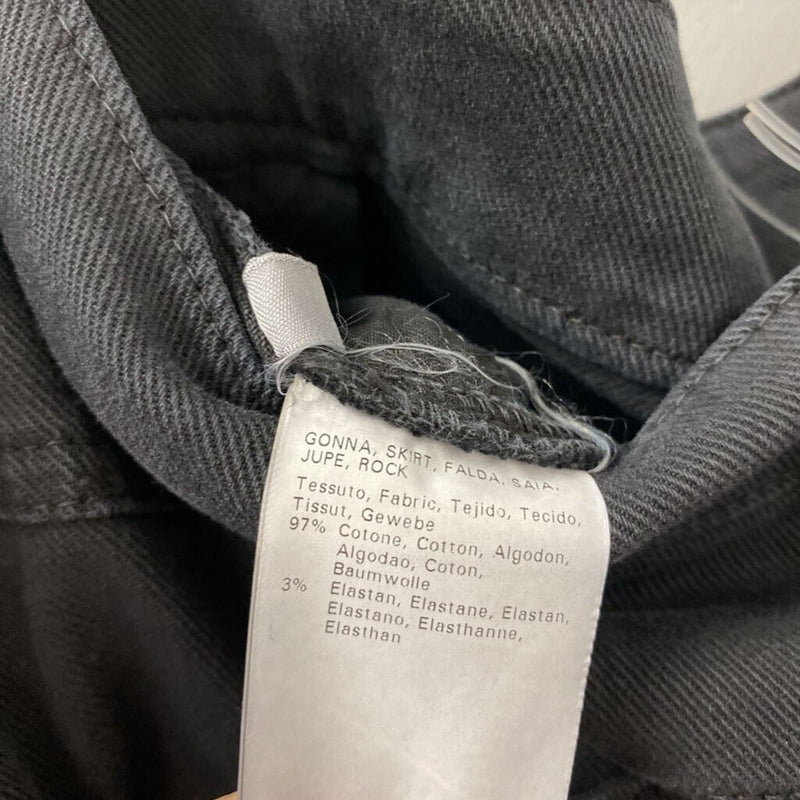 GONNA, SKIRT, FALDA, SAIA,
JUPE, ROCK
Tessuto, Fabric, Tejido, Tecido,
Tissut, Gewebe
97% Cotone, Cotton, Algodon,
Algodao, Coton,
Baumwolle
3% Elastan, Elastane, Elastan,
Elastano, Elasthanne,
Elasthan